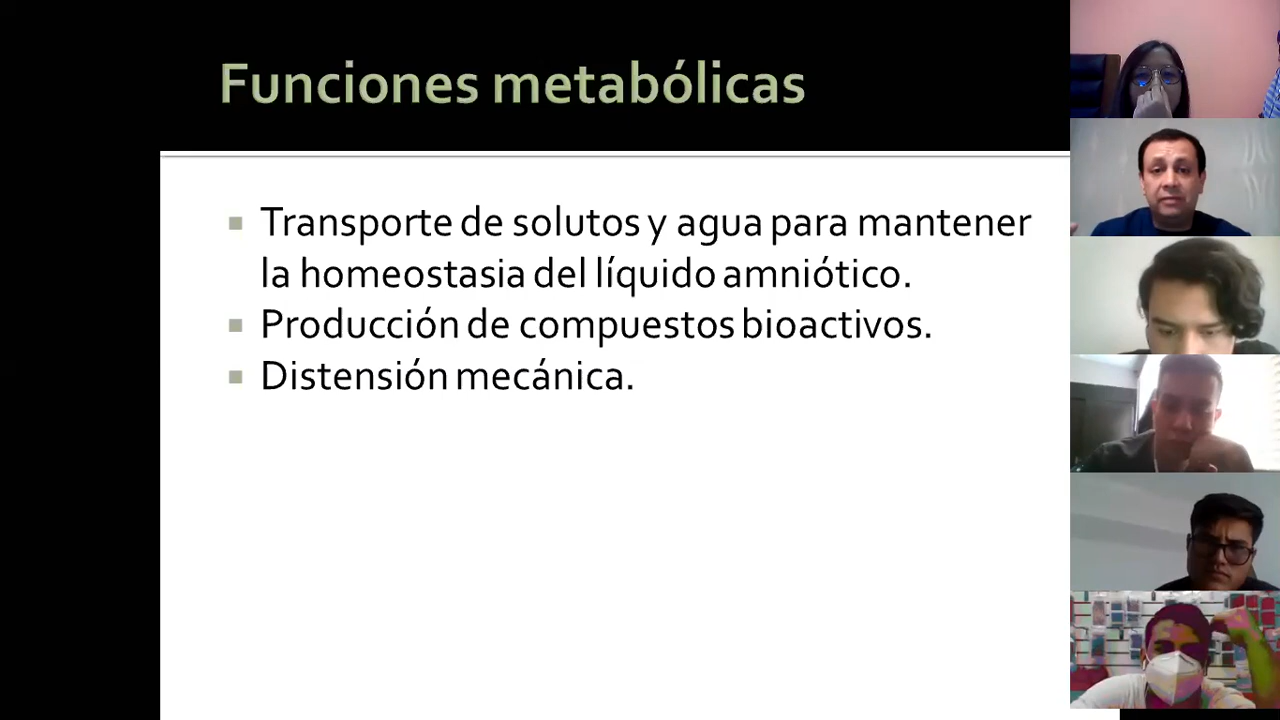 Funciones metabólicas
Transporte de solutos y agua para mantener
la homeostasia del líquido amniótico.
Producción de compuestos bioactivos.
Distensión mecánica.